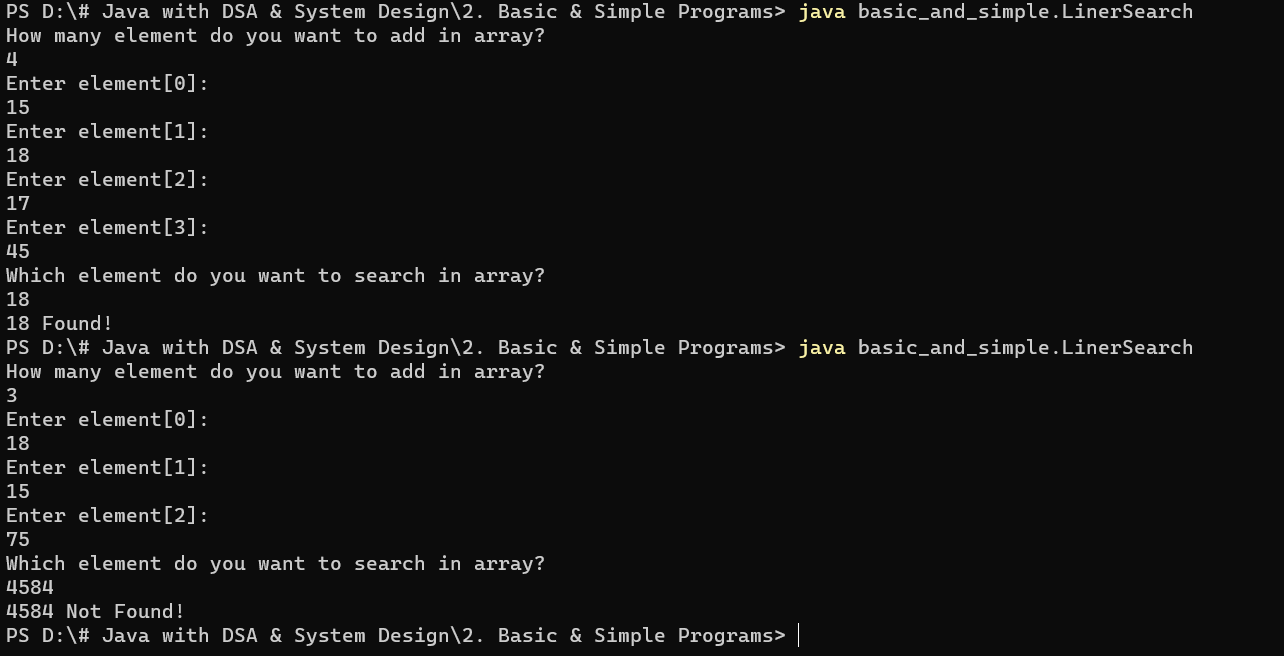 PS D:\# Java with DSA & System Design\2. Basic & Simple Programs> java basic_and_simple.LinerSearch
How many element do you want to add in array?
4
Enter element[0]:
15
Enter element[1]:
18
Enter element[2]:
17
Enter element[3]:
45
Which element do you want to search in array?
18
18 Found!
PS D:\# Java with DSA & System Design\2. Basic & Simple Programs> java basic_and_simple.LinerSearch
How many element do you want to add in array?
3
Enter element[0]:
18
Enter element[1]:
15
Enter element[2]:
75
Which element do you want to search in array?
4584
4584 Not Found!
PS D:\# Java with DSA & System Design\2. Basic & Simple Programs>